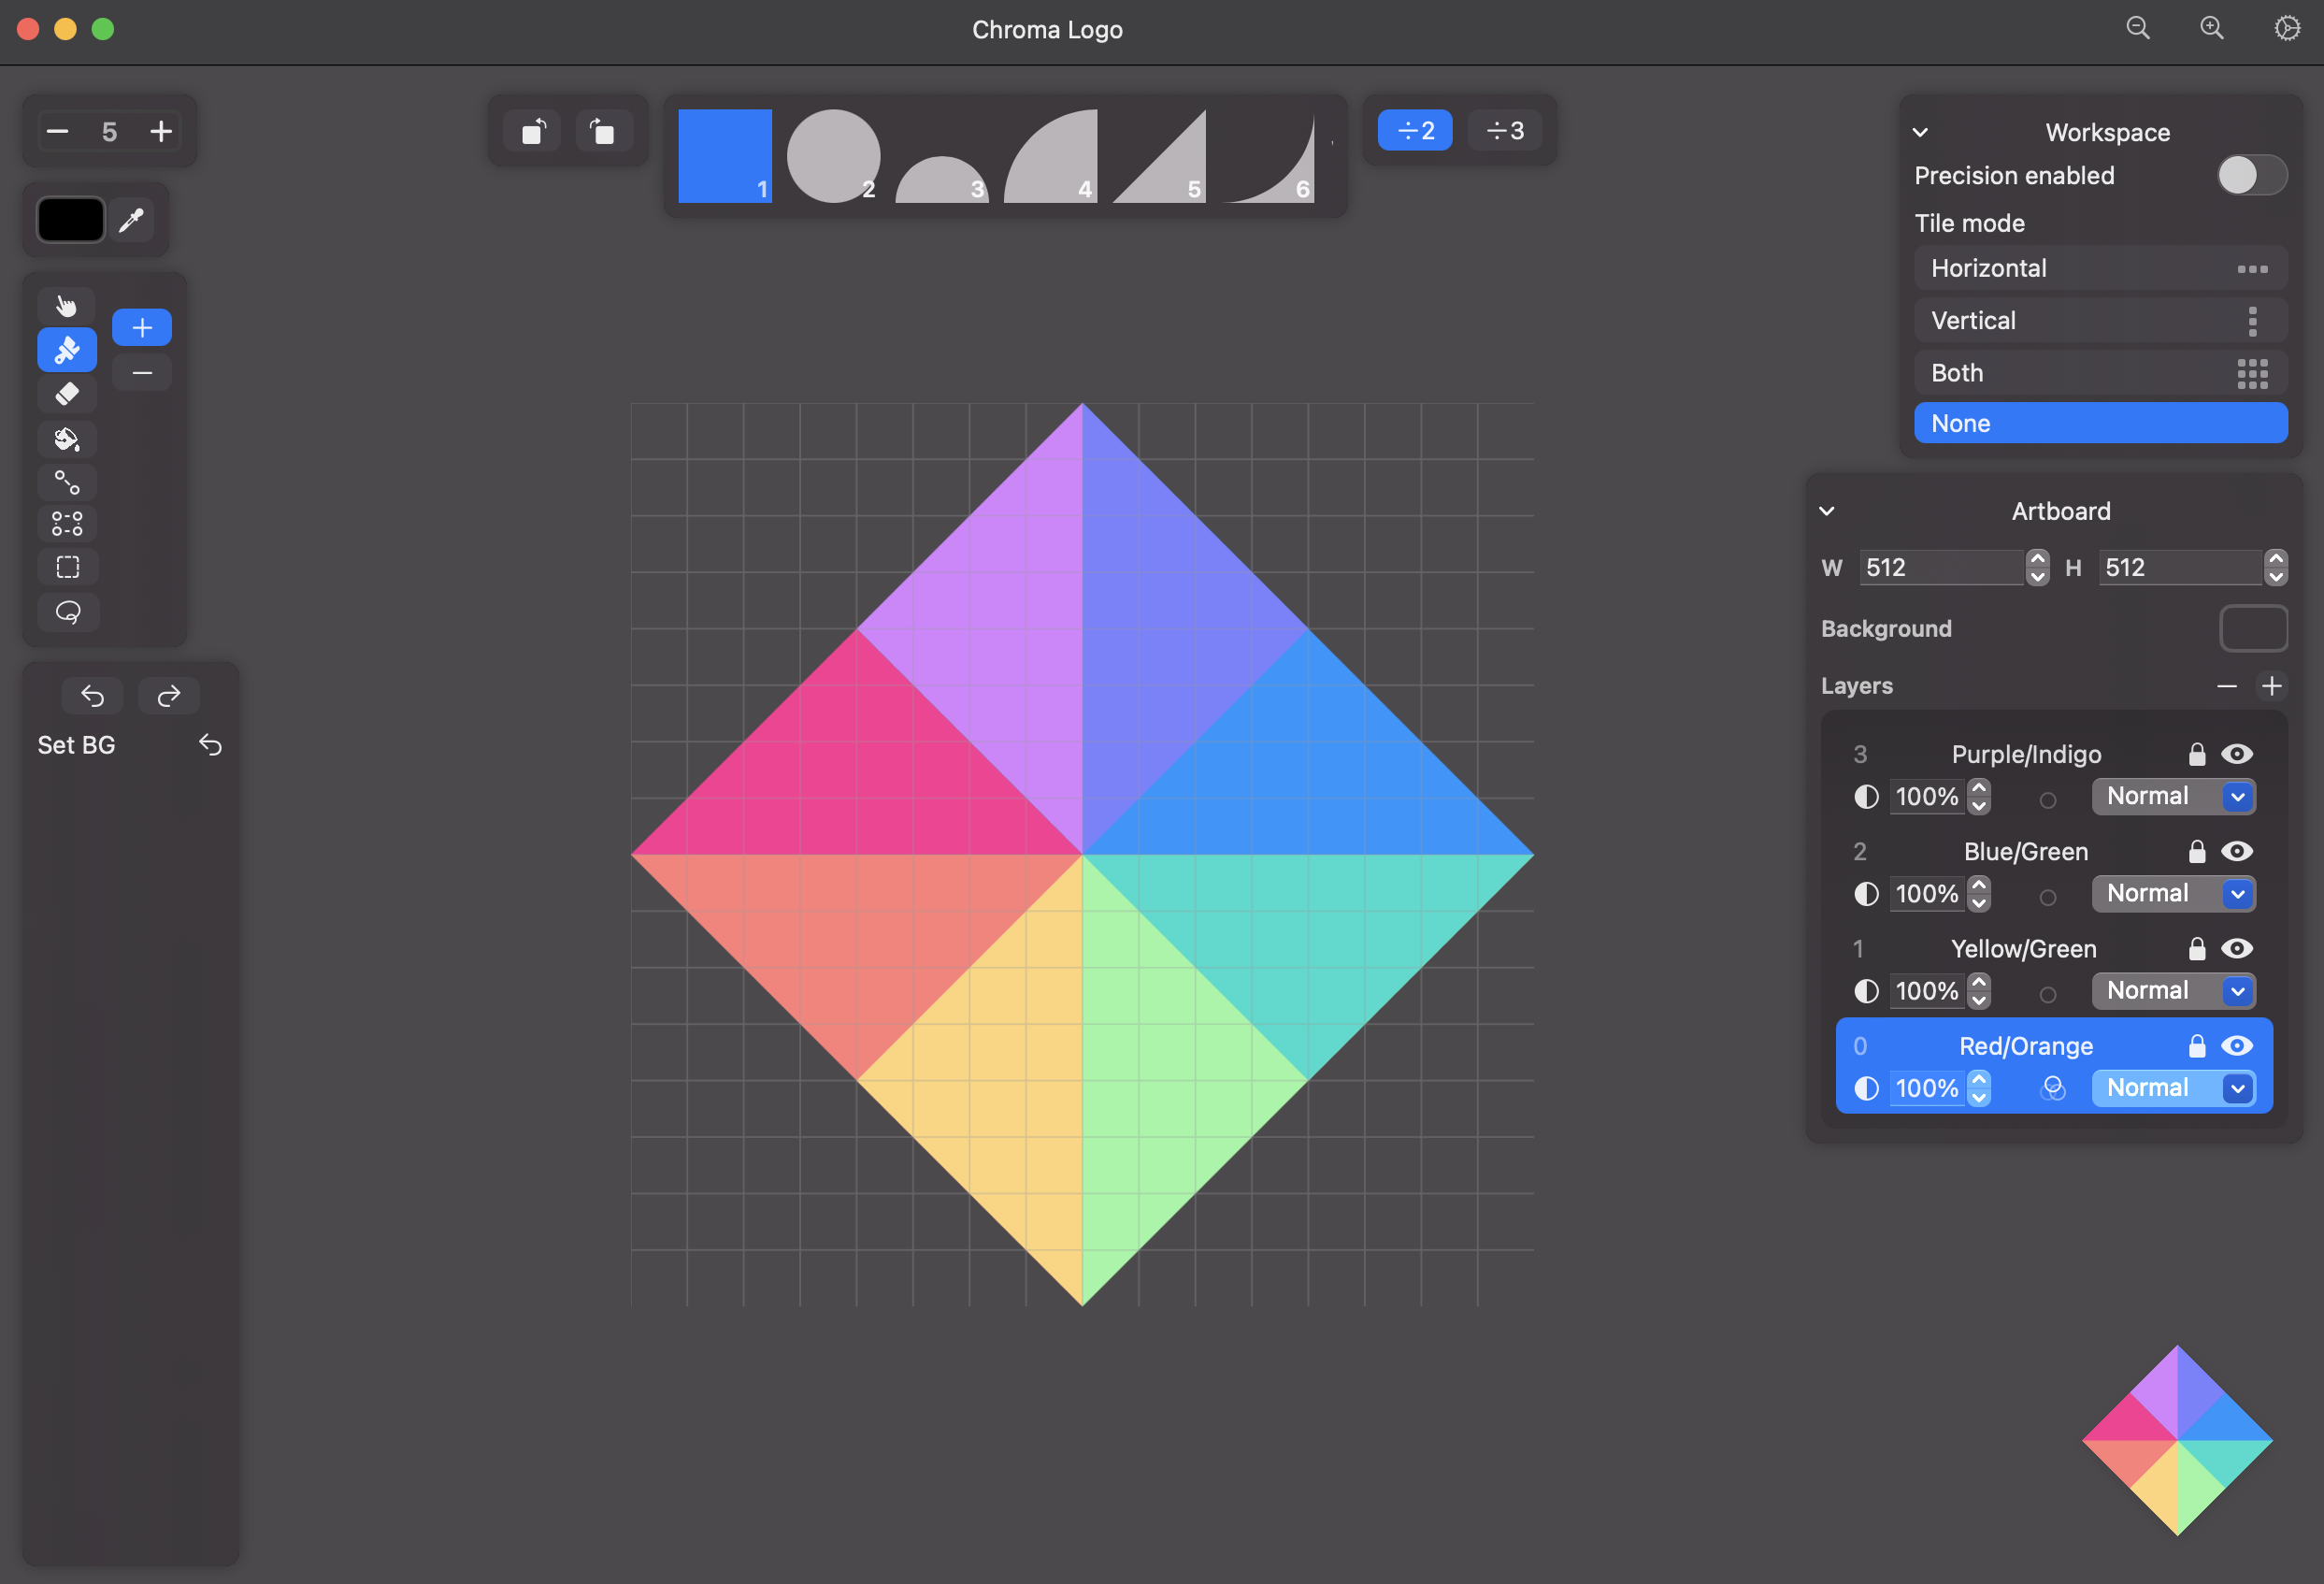 Chroma Logo
5
1 2 3 4 5 6
÷2 ÷3
Workspace
Precision enabled
Tile mode
Horizontal
Vertical
Both
None
Artboard
W 512 H 512
Background
Layers
3 Purple/Indigo
100% Normal
2 Blue/Green
100% Normal
1 Yellow/Green
100% Normal
0 Red/Orange
100% Normal
Set BG